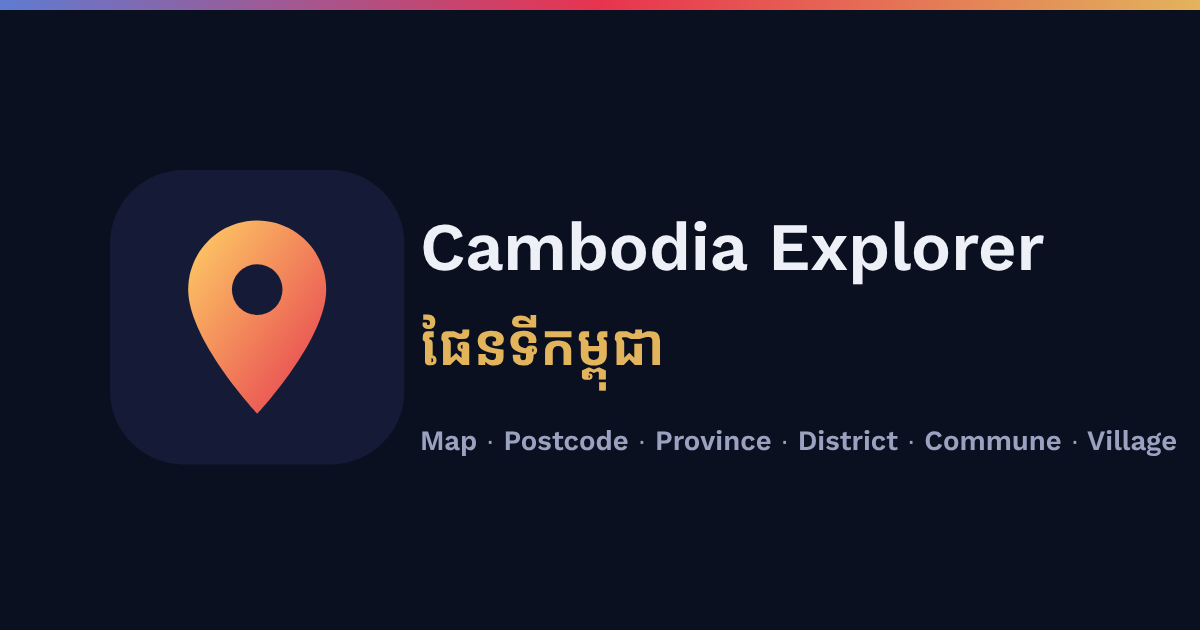 Cambodia Explorer
ផែនទីកម្ពុជា
Map · Postcode · Province · District · Commune · Village